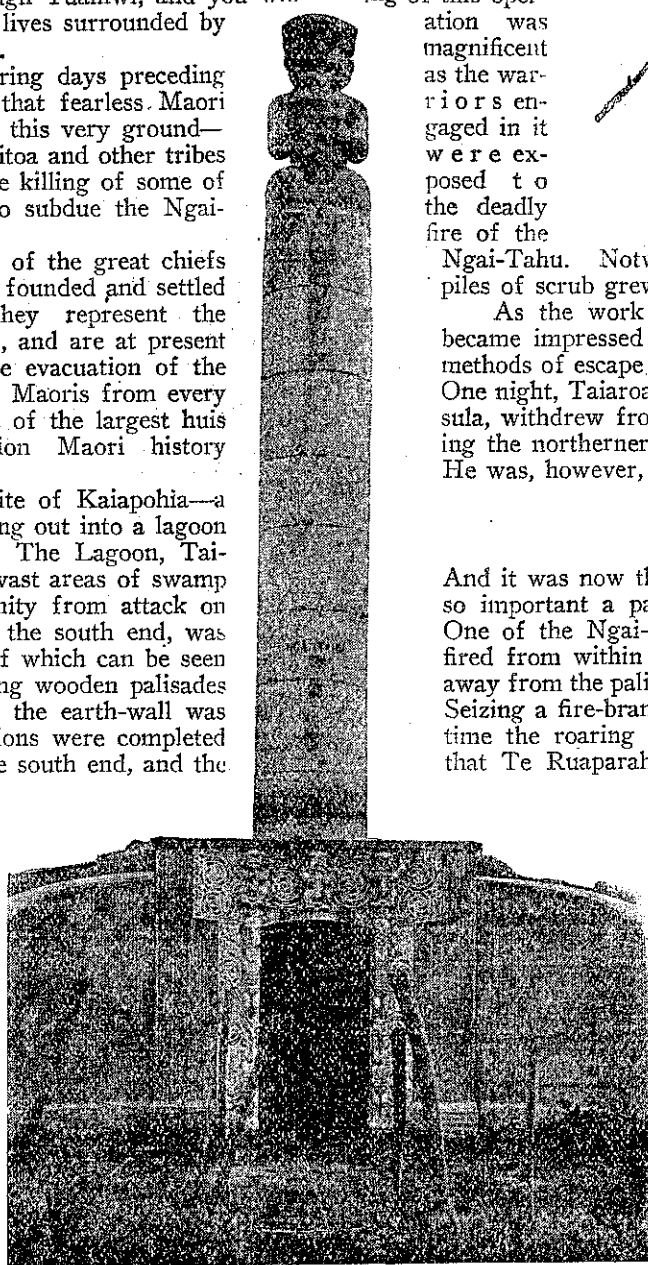 lives surrounded by
ring days preceding
that fearless Maori
this very ground—
itoa and other tribes
e killing of some of
o subdue the Ngai-
of the great chiefs
founded and settled
hey represent the
, and are at present
e evacuation of the
Maoris from every
of the largest huis
ion Maori history
ite of Kaiapohia—a
ng out into a lagoon
The Lagoon, Tai-
vast areas of swamp
nity from attack on
the south end, was
f which can be seen
ng wooden palisades
the earth-wall was
ions were completed
e south end, and the
ation was
magnificent
as the war-
riors en-
gaged in it
were ex-
posed to
the deadly
fire of the
Ngai-Tahu. Notw
piles of scrub grew
As the work
became impressed
methods of escape.
One night, Taiaroa
sula, withdrew fro
ing the northerner
He was, however,
And it was now th
so important a pa
One of the Ngai-
fired from within
away from the pali
Seizing a fire-bran
time the roaring
that Te Ruaparah